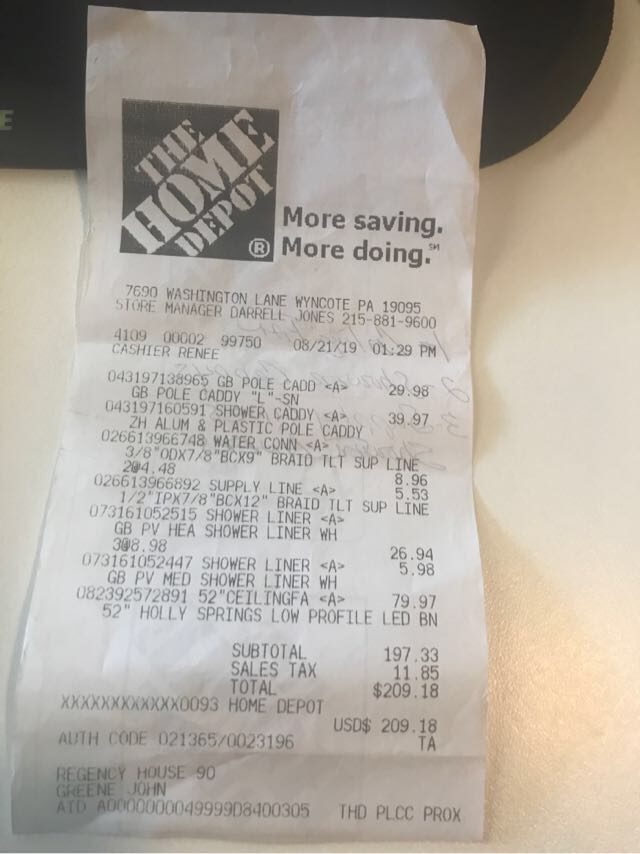 THE
HOME
DEPOT
®
More saving.
More doing.℠
7690 WASHINGTON LANE WYNCOTE PA 19095
STORE MANAGER DARRELL JONES 215-881-9600
4109 00002 99750 08/21/19 01:29 PM
CASHIER RENEE
043197138965 GB POLE CADD <A> 29.98
GB POLE CADDY "L"-SN
043197160591 SHOWER CADDY <A> 39.97
ZH ALUM & PLASTIC POLE CADDY
026613966748 WATER CONN <A>
3/8"ODX7/8"BCX9" BRAID TLT SUP LINE
2@4.48 8.96
026613966892 SUPPLY LINE <A> 5.53
1/2"IPX7/8"BCX12" BRAID TLT SUP LINE
073161052515 SHOWER LINER <A>
GB PV HEA SHOWER LINER WH
3@8.98 26.94
073161052447 SHOWER LINER <A> 5.98
GB PV MED SHOWER LINER WH
082392572891 52"CEILINGFA <A> 79.97
52" HOLLY SPRINGS LOW PROFILE LED BN
SUBTOTAL 197.33
SALES TAX 11.85
TOTAL $209.18
XXXXXXXXXXXX0093 HOME DEPOT
USD$ 209.18
AUTH CODE 021365/0023196 TA
REGENCY HOUSE 90
GREENE JOHN
AID A0000000049999D8400305 THD PLCC PROX